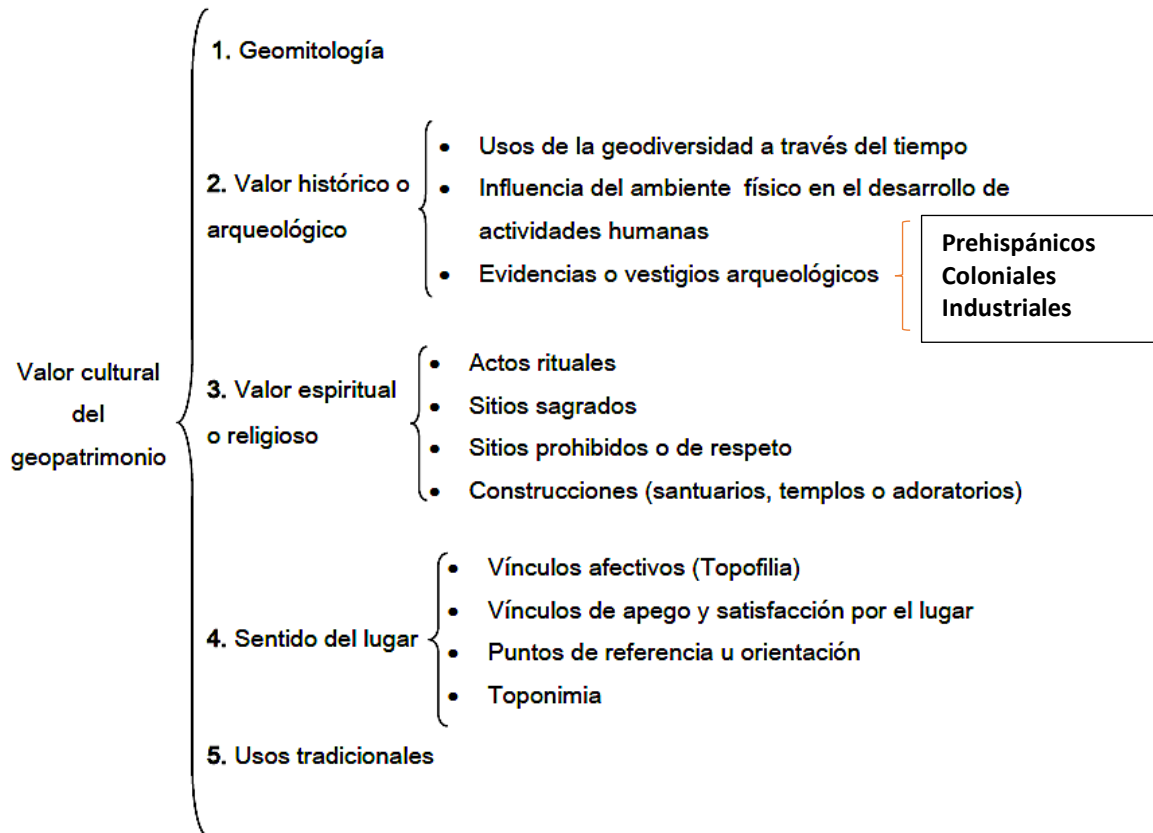 Valor cultural
del
geopatrimonio
1. Geomitología
2. Valor histórico o
arqueológico
• Usos de la geodiversidad a través del tiempo
• Influencia del ambiente físico en el desarrollo de
actividades humanas
• Evidencias o vestigios arqueológicos
Prehispánicos
Coloniales
Industriales
3. Valor espiritual
o religioso
• Actos rituales
• Sitios sagrados
• Sitios prohibidos o de respeto
• Construcciones (santuarios, templos o adoratorios)
4. Sentido del lugar
• Vínculos afectivos (Topofilia)
• Vínculos de apego y satisfacción por el lugar
• Puntos de referencia u orientación
• Toponimia
5. Usos tradicionales